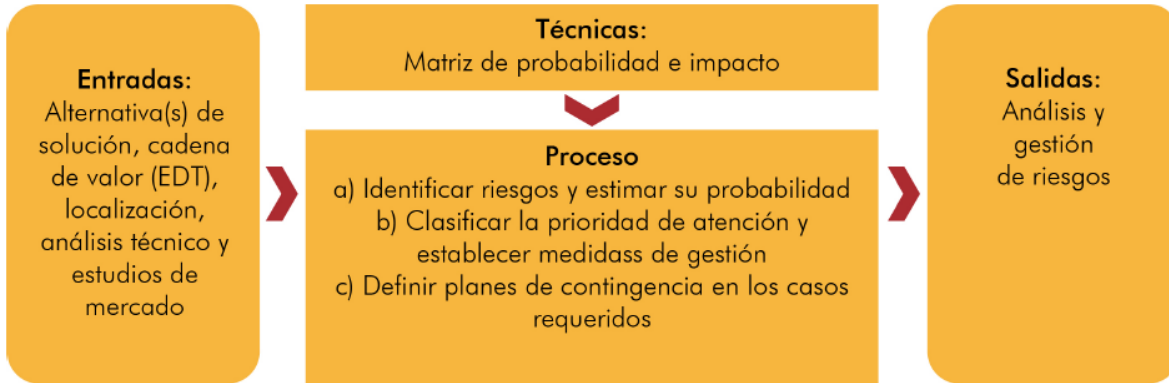 Entradas:
Alternativa(s) de
solución, cadena
de valor (EDT),
localización,
análisis técnico y
estudios de
mercado
Técnicas:
Matriz de probabilidad e impacto
Proceso
a) Identificar riesgos y estimar su probabilidad
b) Clasificar la prioridad de atención y
establecer medidass de gestión
c) Definir planes de contingencia en los casos
requeridos
Salidas:
Análisis y
gestión
de riesgos